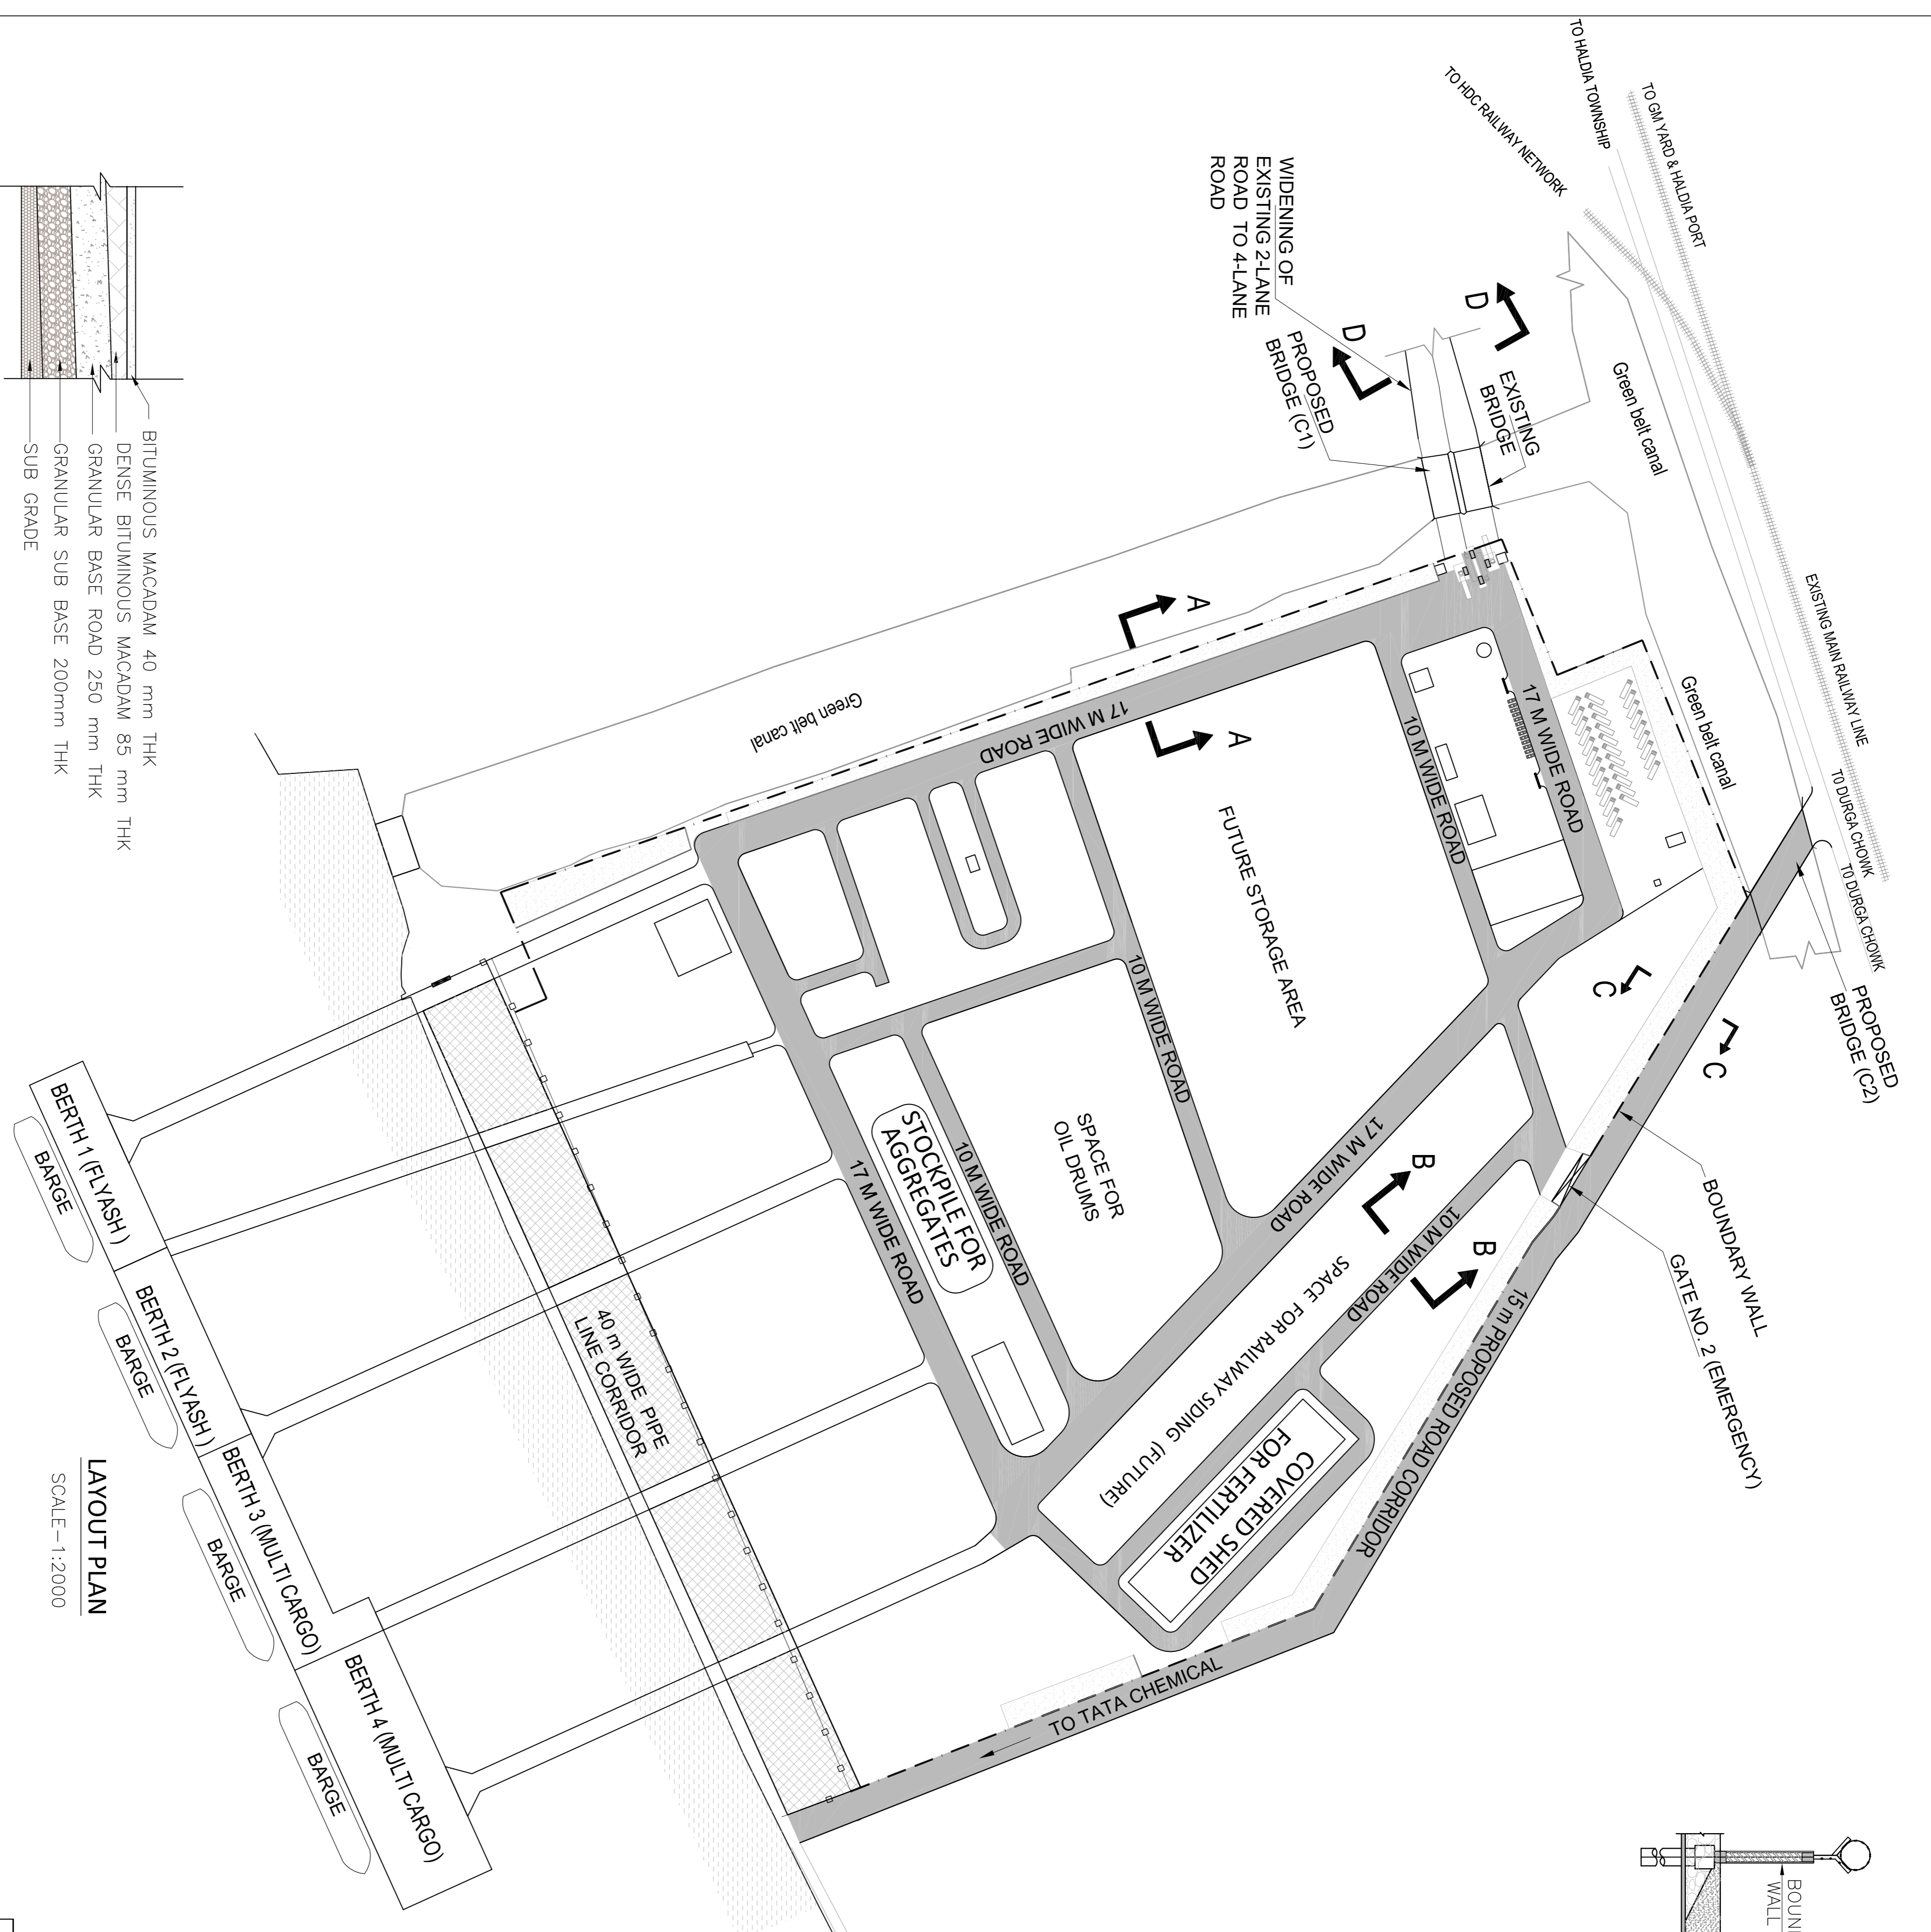 TO HALDIA TOWNSHIP
TO GM YARD & HALDIA PORT
TO HDC RAILWAY NETWORK
EXISTING MAIN RAILWAY LINE
TO DURGA CHOWK
TO DURGA CHOWK
Green belt canal
Green belt canal
Green belt canal
WIDENING OF
EXISTING 2-LANE
ROAD TO 4-LANE
ROAD
D
D
PROPOSED
BRIDGE (C1)
EXISTING
BRIDGE
PROPOSED
BRIDGE (C2)
A
A
C
C
B
B
17 M WIDE ROAD
10 M WIDE ROAD
17 M WIDE ROAD
FUTURE STORAGE AREA
10 M WIDE ROAD
SPACE FOR
OIL DRUMS
17 M WIDE ROAD
10 M WIDE ROAD
STOCKPILE FOR
AGGREGATES
10 M WIDE ROAD
17 M WIDE ROAD
SPACE FOR RAILWAY SIDING (FUTURE)
COVERED SHED
FOR FERTILIZER
15 m PROPOSED ROAD CORRIDOR
BOUNDARY WALL
GATE NO. 2 (EMERGENCY)
TO TATA CHEMICAL
40 m WIDE PIPE
LINE CORRIDOR
BERTH 1 (FLYASH )
BERTH 2 (FLYASH )
BERTH 3 (MULTI CARGO)
BERTH 4 (MULTI CARGO)
BARGE
BARGE
BARGE
BARGE
LAYOUT PLAN
SCALE-1:2000
BITUMINOUS MACADAM 40 mm THK
DENSE BITUMINOUS MACADAM 85 mm THK
GRANULAR BASE ROAD 250 mm THK
GRANULAR SUB BASE 200mm THK
SUB GRADE
WALL